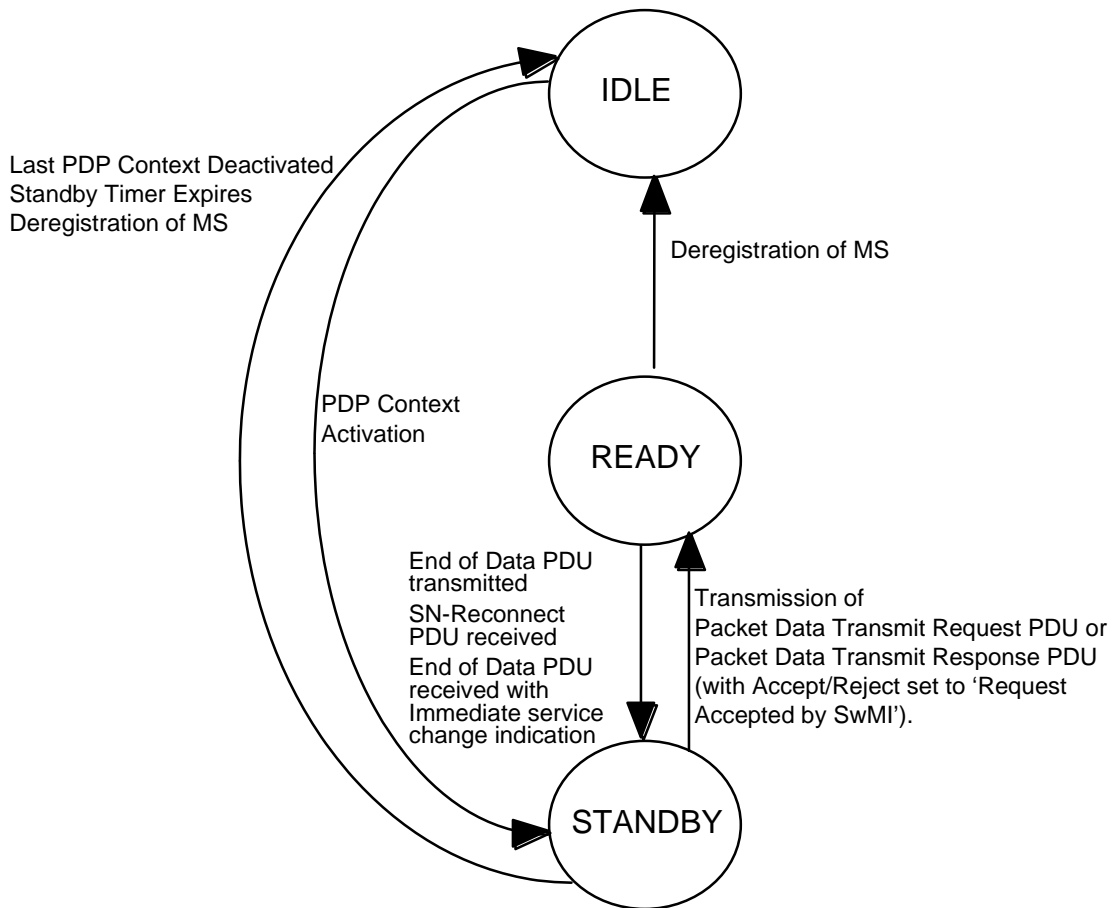 IDLE
Last PDP Context Deactivated
Standby Timer Expires
Deregistration of MS
Deregistration of MS
PDP Context
Activation
READY
End of Data PDU
transmitted
SN-Reconnect
PDU received
End of Data PDU
received with
Immediate service
change indication
Transmission of
Packet Data Transmit Request PDU or
Packet Data Transmit Response PDU
(with Accept/Reject set to ‘Request
Accepted by SwMI’).
STANDBY